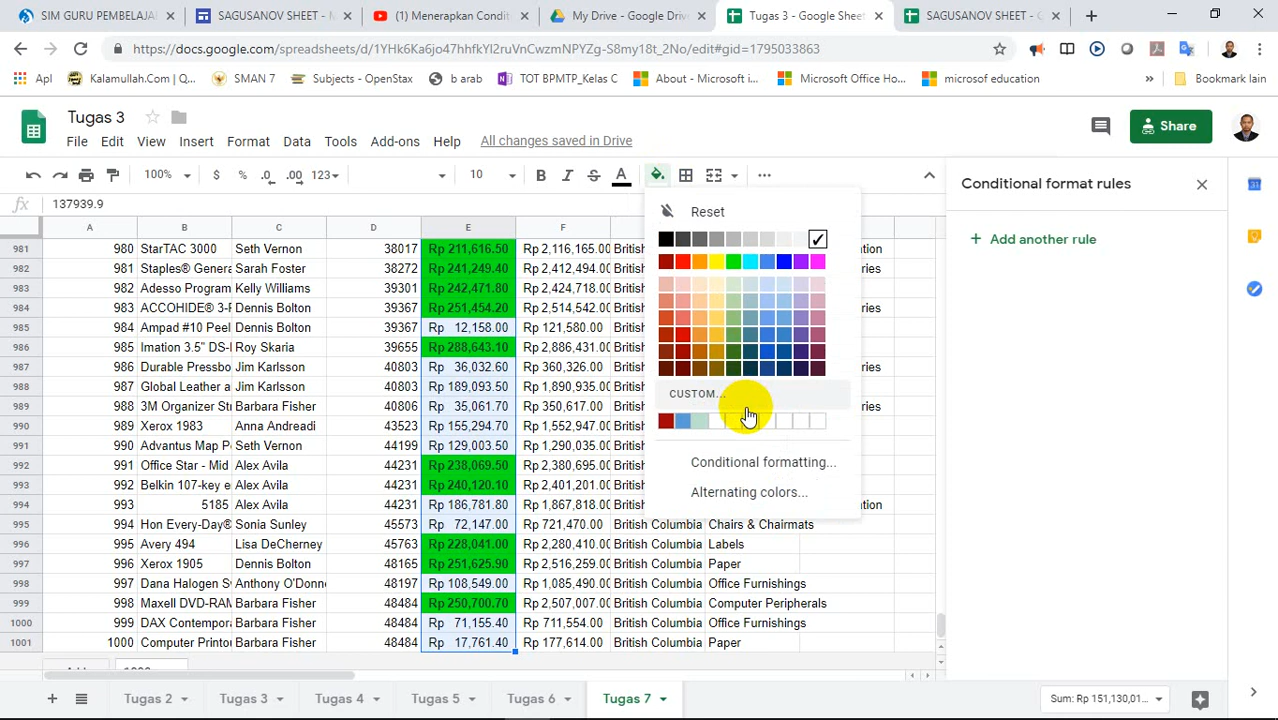 SIM GURU PEMBELAJA
SAGUSANOV SHEET - M
(1) Menerapkan Condit
My Drive - Google Driv
Tugas 3 - Google Sheet
SAGUSANOV SHEET - G
https://docs.google.com/spreadsheets/d/1YHk6Ka6jo47hhfkYI2ruVnCwzmNPYZg-S8my18t_2No/edit#gid=1795033863
Apl
Kalamullah.Com | Q...
SMAN 7
Subjects - OpenStax
b arab
TOT BPMTP_Kelas C
About - Microsoft i...
Microsoft Office Ho...
microsof education
»
Bookmark lain
Tugas 3
File Edit View Insert Format Data Tools Add-ons Help All changes saved in Drive
Share
100% $ % .0 .00 123 10 B I S A
fx 137939.9
Conditional format rules
+ Add another rule
A B C D E F
981 980 StarTAC 3000 Seth Vernon 38017 Rp 211,616.50 Rp 2,116,165.00 British
982 981 Staples® Genera Sarah Foster 38272 Rp 241,249.40 Rp 2,412,494.00 British
983 982 Adesso Program Kelly Williams 39301 Rp 242,471.80 Rp 2,424,718.00 British
984 983 ACCOHIDE® 3-R Dennis Bolton 39367 Rp 251,454.20 Rp 2,514,542.00 British
985 984 Ampad #10 Peel Dennis Bolton 39367 Rp 12,158.00 Rp 121,580.00 British
986 985 Imation 3.5" DS- Roy Skaria 39655 Rp 288,643.10 Rp 2,886,431.00 British
987 986 Durable Pressbo Jim Karlsson 40806 Rp 36,032.60 Rp 360,326.00 British
988 987 Global Leather a Jim Karlsson 40806 Rp 189,093.50 Rp 1,890,935.00 British
989 988 3M Organizer St Barbara Fisher 40806 Rp 35,061.70 Rp 350,617.00 British
990 989 Xerox 1905 Anna Andreadi 43523 Rp 155,294.70 Rp 1,552,947.00 British
991 990 Advantus Map P Seth Vernon 44199 Rp 129,003.50 Rp 1,290,035.00 British
992 991 Office Star - Mid Alex Avila 44231 Rp 238,069.50 Rp 2,380,695.00 British
993 992 Belkin 107-key e Alex Avila 44231 Rp 240,120.10 Rp 2,401,201.00 British
994 993 5185 Alex Avila 44231 Rp 186,781.80 Rp 1,867,818.00 British
995 994 Hon Every-Day® Sonia Sunley 45573 Rp 72,147.00 Rp 721,470.00 British Columbia Chairs & Chairmats
996 995 Avery 494 Lisa DeCherney 45763 Rp 228,041.00 Rp 2,280,410.00 British Columbia Labels
997 996 Xerox 1905 Dennis Bolton 48165 Rp 251,625.90 Rp 2,516,259.00 British Columbia Paper
998 997 Dana Halogen S Anthony O'Donne 48197 Rp 108,549.00 Rp 1,085,490.00 British Columbia Office Furnishings
999 998 Maxell DVD-RAM Barbara Fisher 48484 Rp 250,700.70 Rp 2,507,007.00 British Columbia Computer Peripherals
1000 999 DAX Contempora Barbara Fisher 48484 Rp 71,155.40 Rp 711,554.00 British Columbia Office Furnishings
1001 1000 Computer Printo Barbara Fisher 48484 Rp 17,761.40 Rp 177,614.00 British Columbia Paper
Reset
CUSTOM...
Conditional formatting...
Alternating colors...
Tugas 2 Tugas 3 Tugas 4 Tugas 5 Tugas 6 Tugas 7
Sum: Rp 151,130,01...